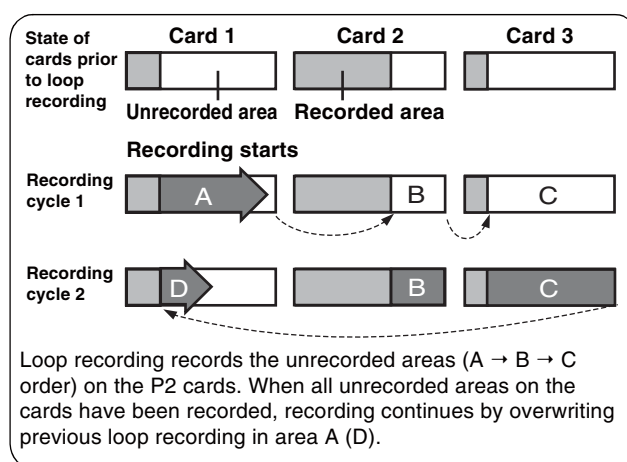 State of
cards prior
to loop
recording
Card 1 Card 2 Card 3
Unrecorded area Recorded area
Recording starts
Recording
cycle 1
A B C
Recording
cycle 2
D B C
Loop recording records the unrecorded areas (A → B → C
order) on the P2 cards. When all unrecorded areas on the
cards have been recorded, recording continues by overwriting
previous loop recording in area A (D).